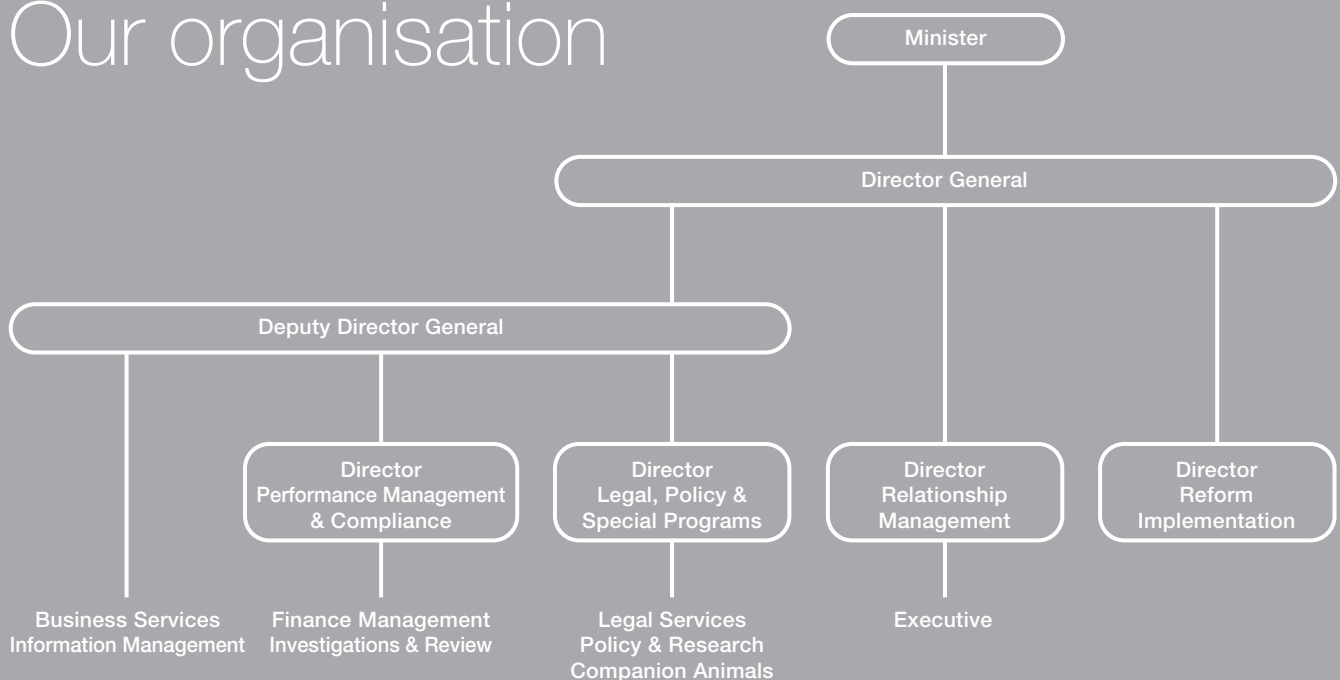 Our organisation
Minister
Director General
Deputy Director General
Director
Performance Management
& Compliance
Director
Legal, Policy &
Special Programs
Director
Relationship
Management
Director
Reform
Implementation
Business Services
Information Management
Finance Management
Investigations & Review
Legal Services
Policy & Research
Companion Animals
Executive